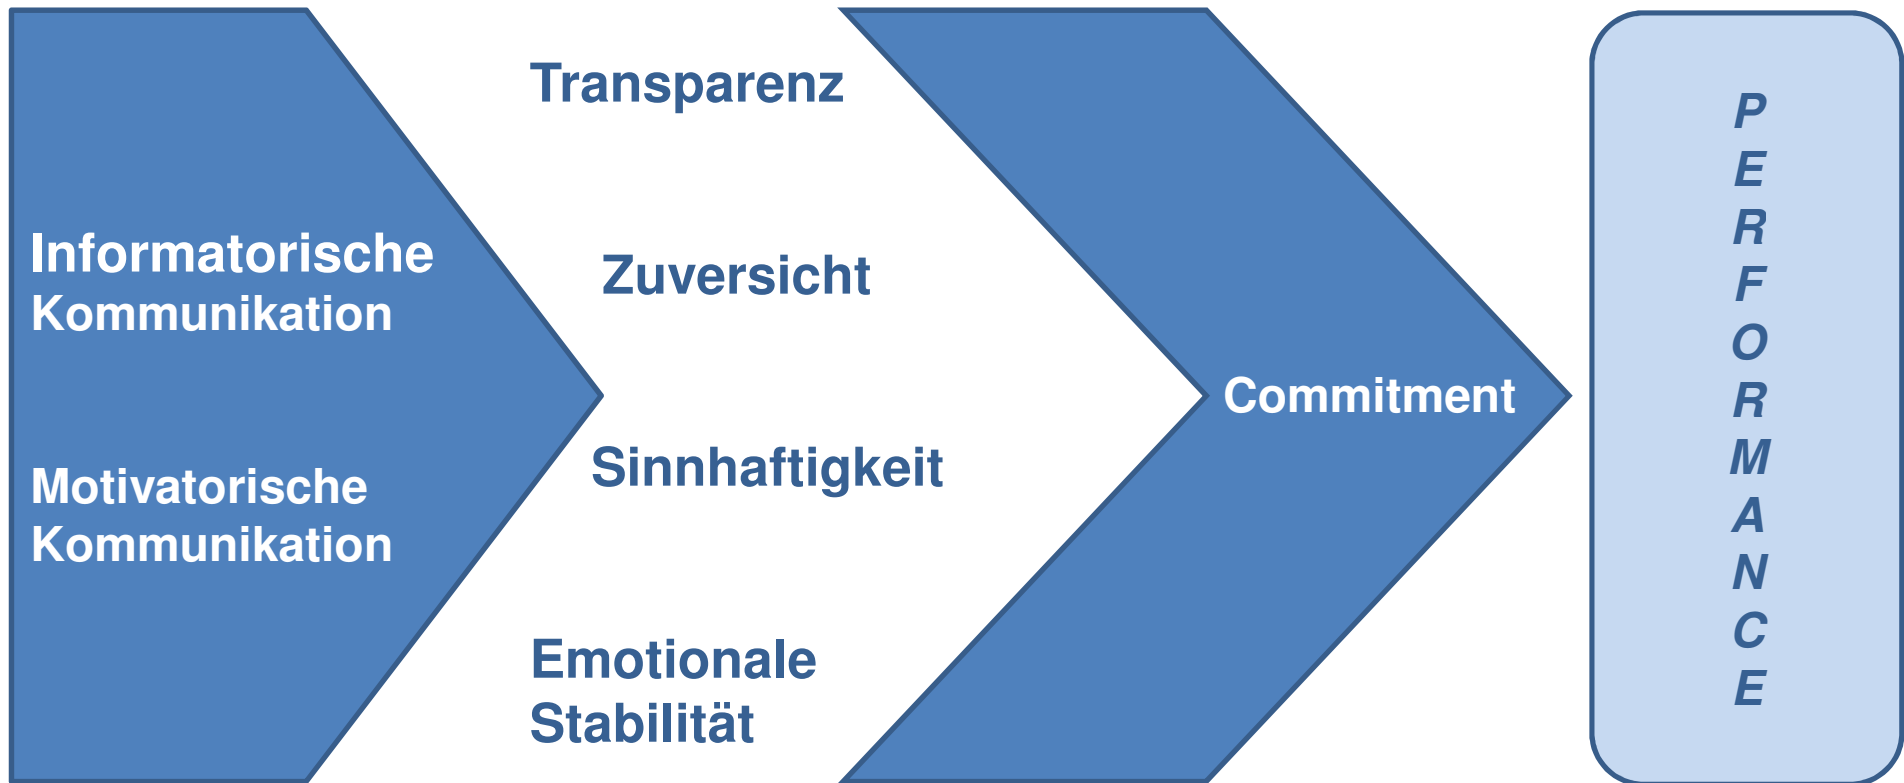 Informatorische
Kommunikation
Motivatorische
Kommunikation
Transparenz
Zuversicht
Sinnhaftigkeit
Emotionale
Stabilität
Commitment
P
E
R
F
O
R
M
A
N
C
E